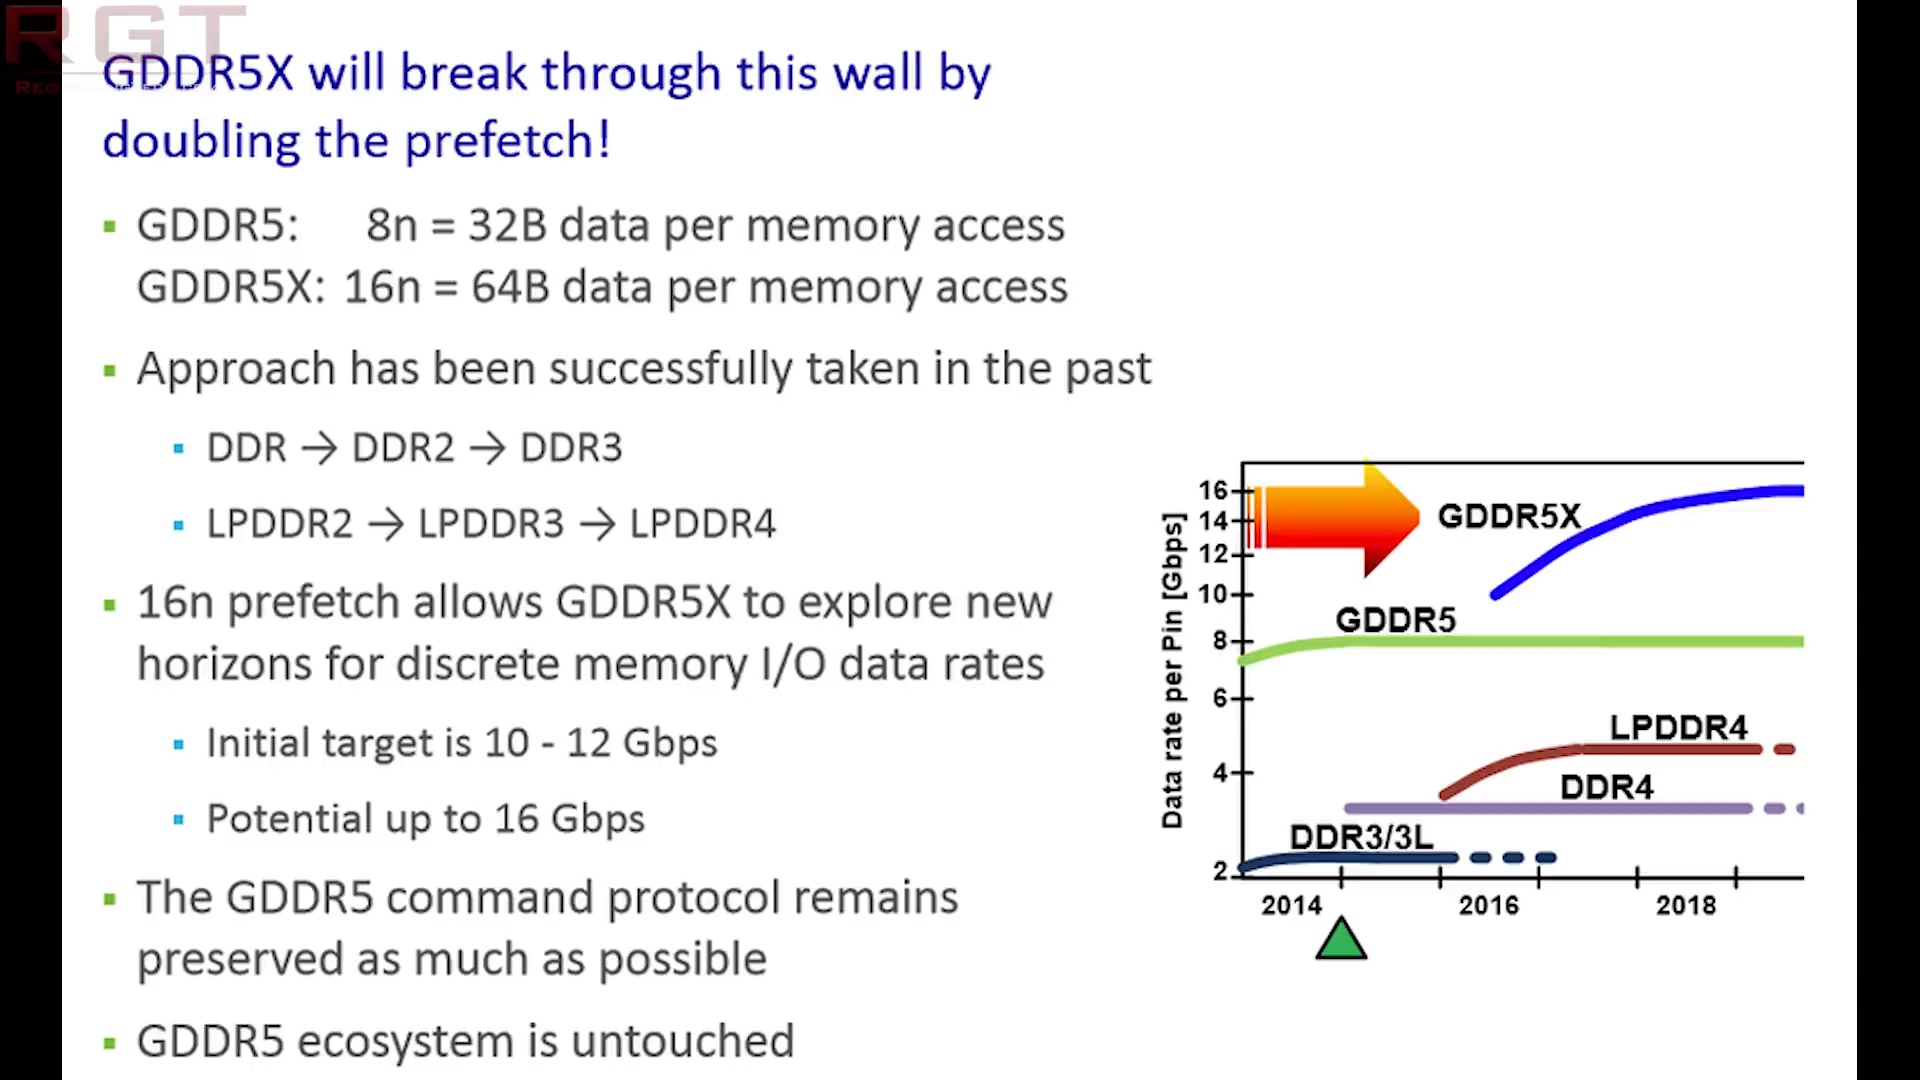 RGT
GDDR5X will break through this wall by
doubling the prefetch!
GDDR5: 8n = 32B data per memory access
GDDR5X: 16n = 64B data per memory access
Approach has been successfully taken in the past
DDR → DDR2 → DDR3
LPDDR2 → LPDDR3 → LPDDR4
16n prefetch allows GDDR5X to explore new
horizons for discrete memory I/O data rates
Initial target is 10 - 12 Gbps
Potential up to 16 Gbps
The GDDR5 command protocol remains
preserved as much as possible
GDDR5 ecosystem is untouched
Data rate per Pin [Gbps]
16
14
12
10
8
6
4
2
GDDR5X
GDDR5
LPDDR4
DDR4
DDR3/3L
2014 2016 2018